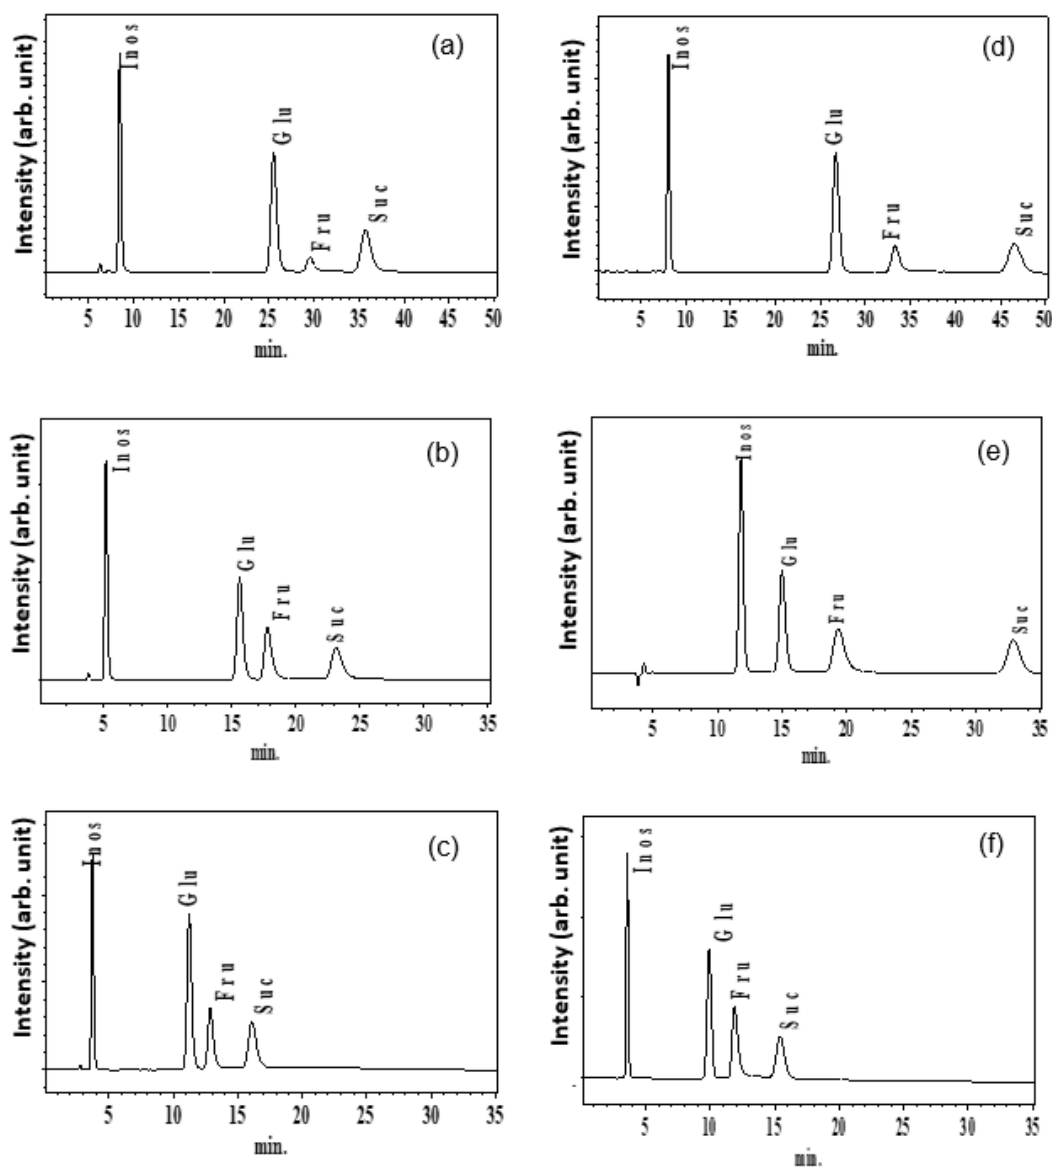 (a)
Intensity (arb. unit)
Inos
Glu
Fru
Suc
5 10 15 20 25 30 35 40 45 50
min.
(d)
Intensity (arb. unit)
Inos
Glu
Fru
Suc
5 10 15 20 25 30 35 40 45 50
min.
(b)
Intensity (arb. unit)
Inos
Glu
Fru
Suc
5 10 15 20 25 30 35
min.
(e)
Intensity (arb. unit)
Inos
Glu
Fru
Suc
5 10 15 20 25 30 35
min.
(c)
Intensity (arb. unit)
Inos
Glu
Fru
Suc
5 10 15 20 25 30 35
min.
(f)
Intensity (arb. unit)
Inos
Glu
Fru
Suc
5 10 15 20 25 30 35
min.